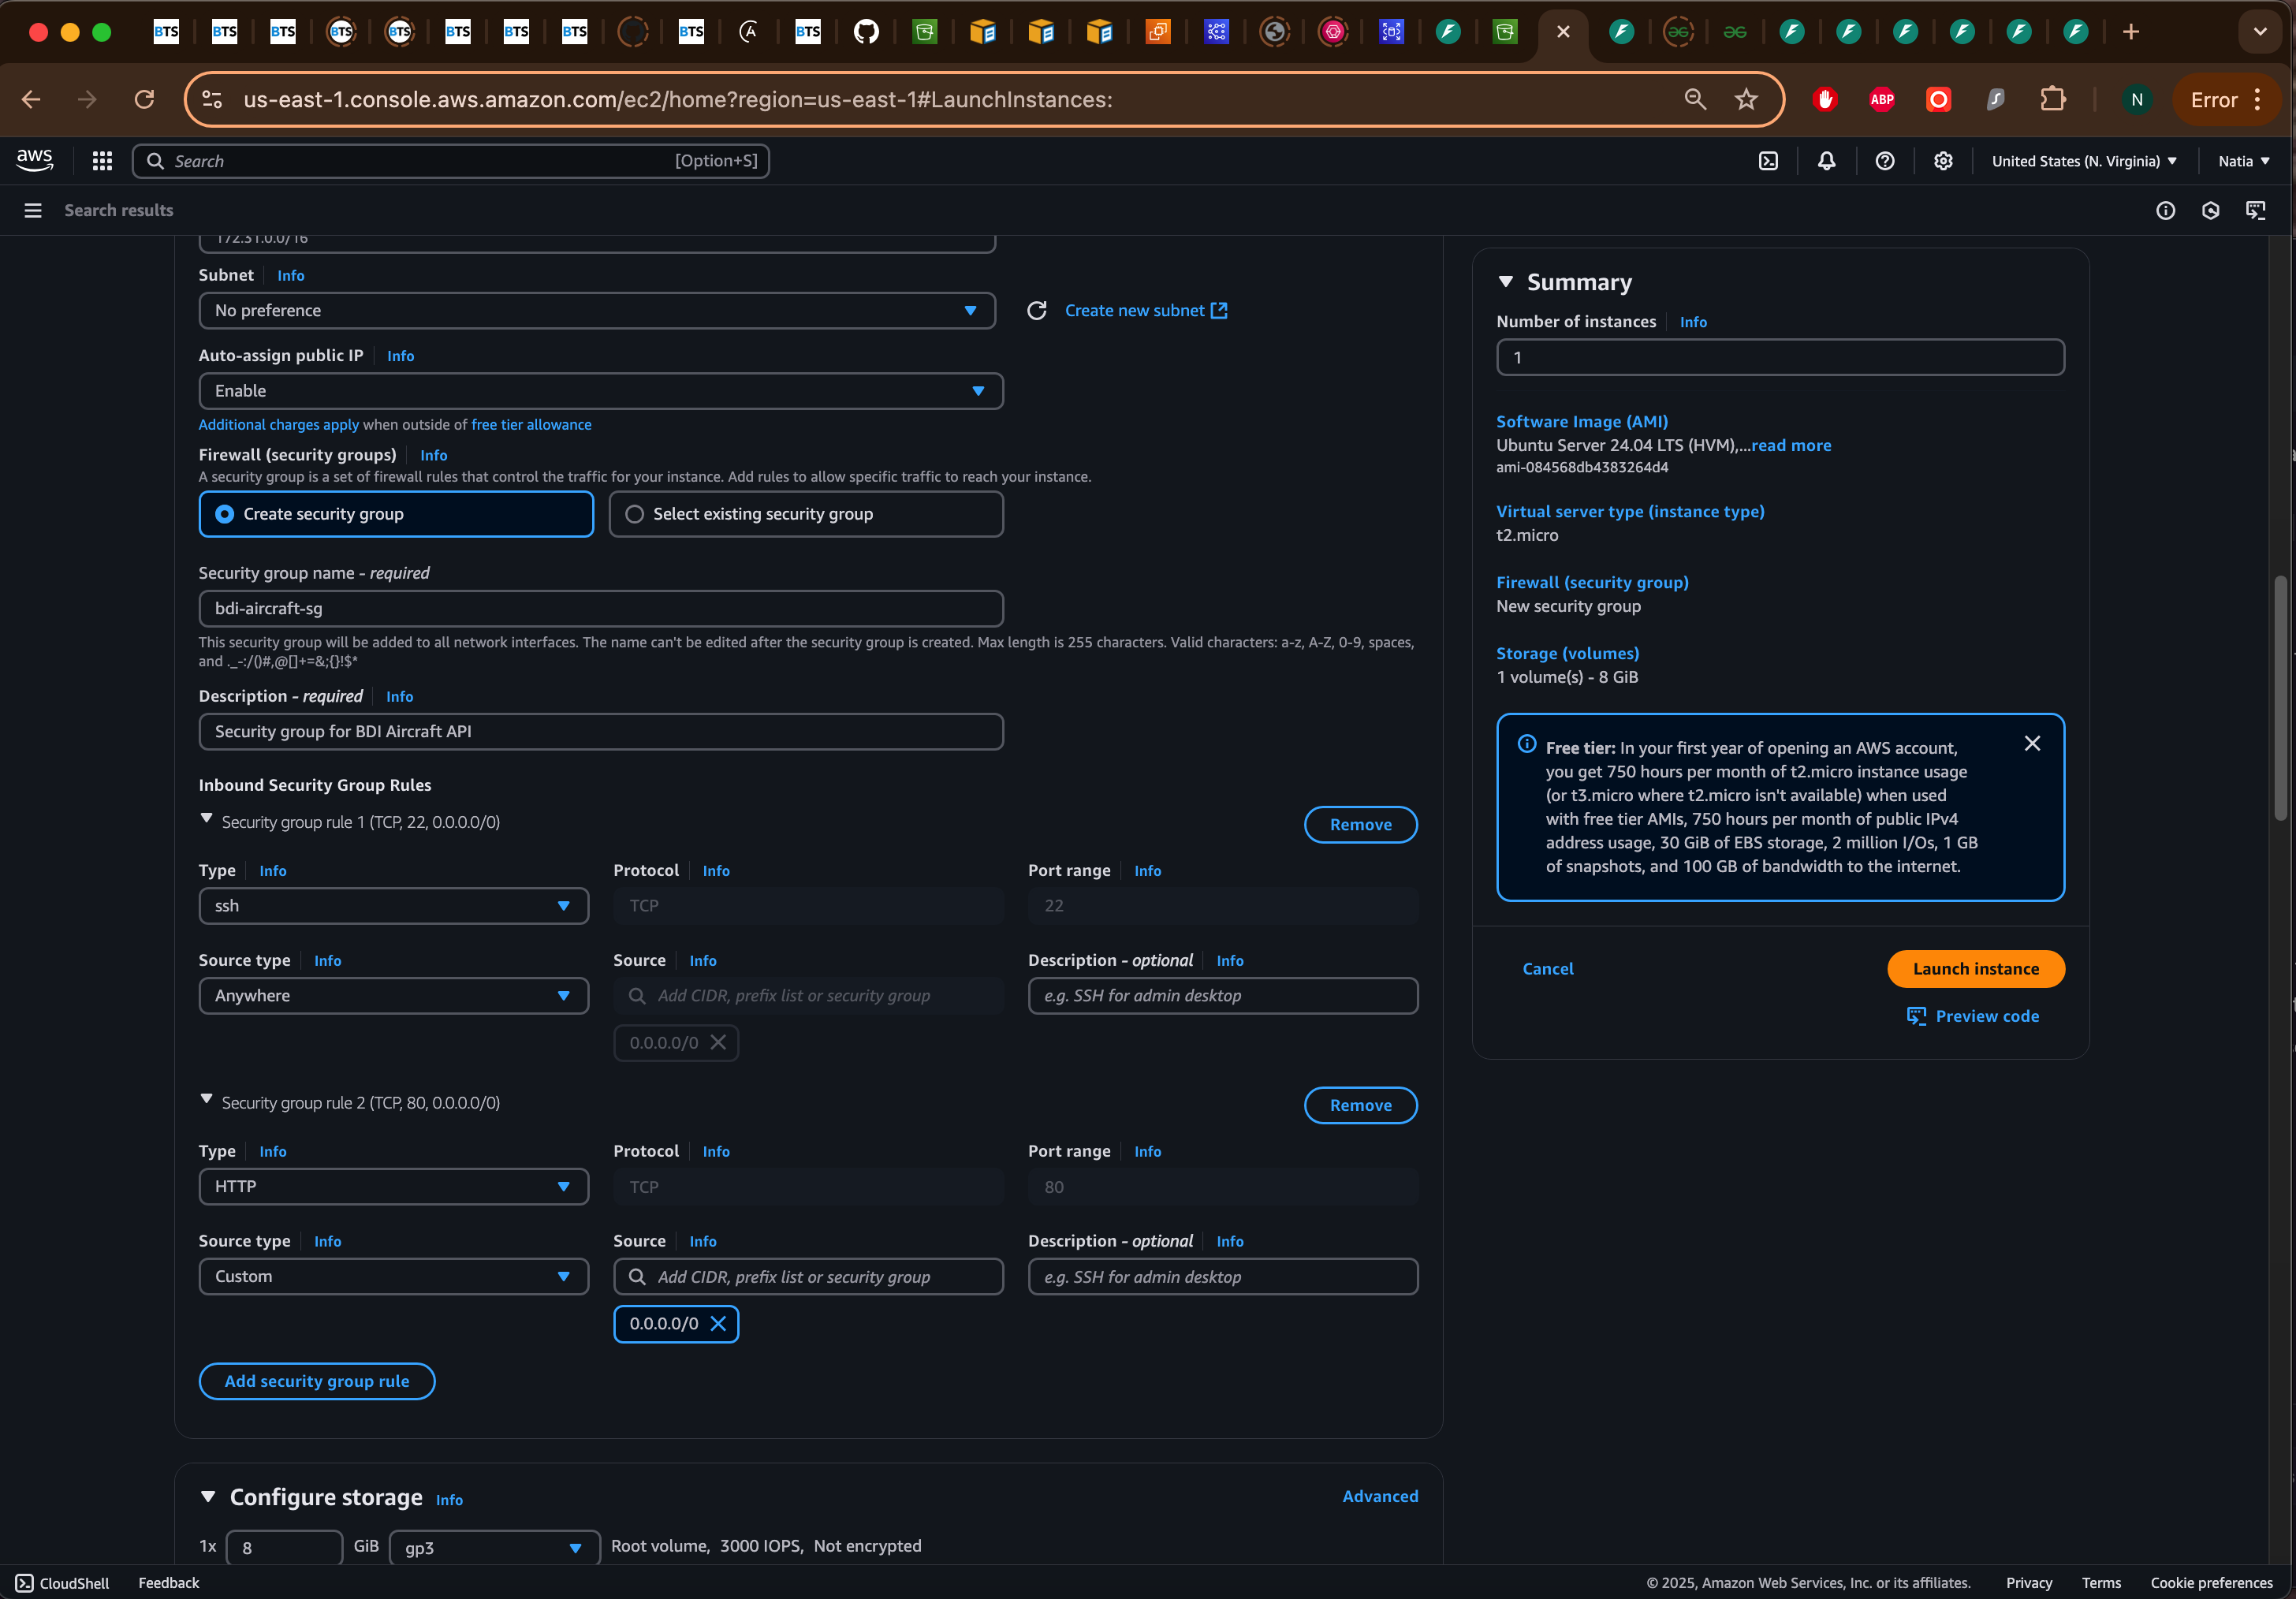 BTS BTS BTS BTS BTS BTS BTS BTS BTS BTS
us-east-1.console.aws.amazon.com/ec2/home?region=us-east-1#LaunchInstances:
ABP
N
Error
aws
Search
[Option+S]
United States (N. Virginia)
Natia
Search results
172.31.0.0/16
Subnet Info
No preference
Create new subnet
Auto-assign public IP Info
Enable
Additional charges apply when outside of free tier allowance
Firewall (security groups) Info
A security group is a set of firewall rules that control the traffic for your instance. Add rules to allow specific traffic to reach your instance.
Create security group
Select existing security group
Security group name - required
bdi-aircraft-sg
This security group will be added to all network interfaces. The name can't be edited after the security group is created. Max length is 255 characters. Valid characters: a-z, A-Z, 0-9, spaces,
and ._-:/()#,@[]+=&;{}!$*
Description - required Info
Security group for BDI Aircraft API
Inbound Security Group Rules
Security group rule 1 (TCP, 22, 0.0.0.0/0)
Remove
Type Info
Protocol Info
Port range Info
ssh
TCP
22
Source type Info
Source Info
Description - optional Info
Anywhere
Add CIDR, prefix list or security group
e.g. SSH for admin desktop
0.0.0.0/0
Security group rule 2 (TCP, 80, 0.0.0.0/0)
Remove
Type Info
Protocol Info
Port range Info
HTTP
TCP
80
Source type Info
Source Info
Description - optional Info
Custom
Add CIDR, prefix list or security group
e.g. SSH for admin desktop
0.0.0.0/0
Add security group rule
Configure storage Info
Advanced
1x 8 GiB gp3 Root volume, 3000 IOPS, Not encrypted
Summary
Number of instances Info
1
Software Image (AMI)
Ubuntu Server 24.04 LTS (HVM),...read more
ami-084568db4383264d4
Virtual server type (instance type)
t2.micro
Firewall (security group)
New security group
Storage (volumes)
1 volume(s) - 8 GiB
Free tier: In your first year of opening an AWS account,
you get 750 hours per month of t2.micro instance usage
(or t3.micro where t2.micro isn't available) when used
with free tier AMIs, 750 hours per month of public IPv4
address usage, 30 GiB of EBS storage, 2 million I/Os, 1 GB
of snapshots, and 100 GB of bandwidth to the internet.
Cancel
Launch instance
Preview code
CloudShell
Feedback
© 2025, Amazon Web Services, Inc. or its affiliates.
Privacy
Terms
Cookie preferences